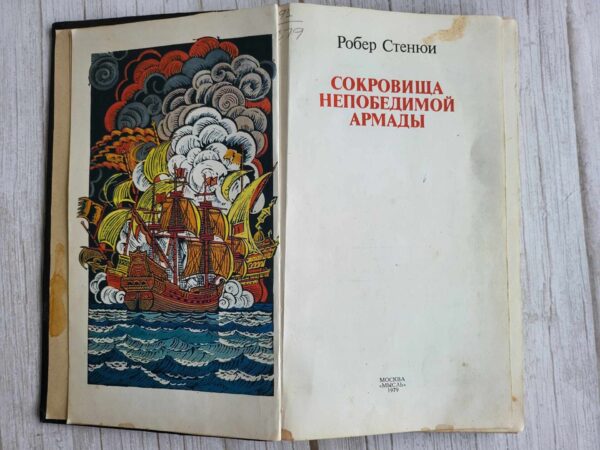 Робер Стенюи
СОКРОВИЩА
НЕПОБЕДИМОЙ
АРМАДЫ
МОСКВА
«МЫСЛЬ»
1979